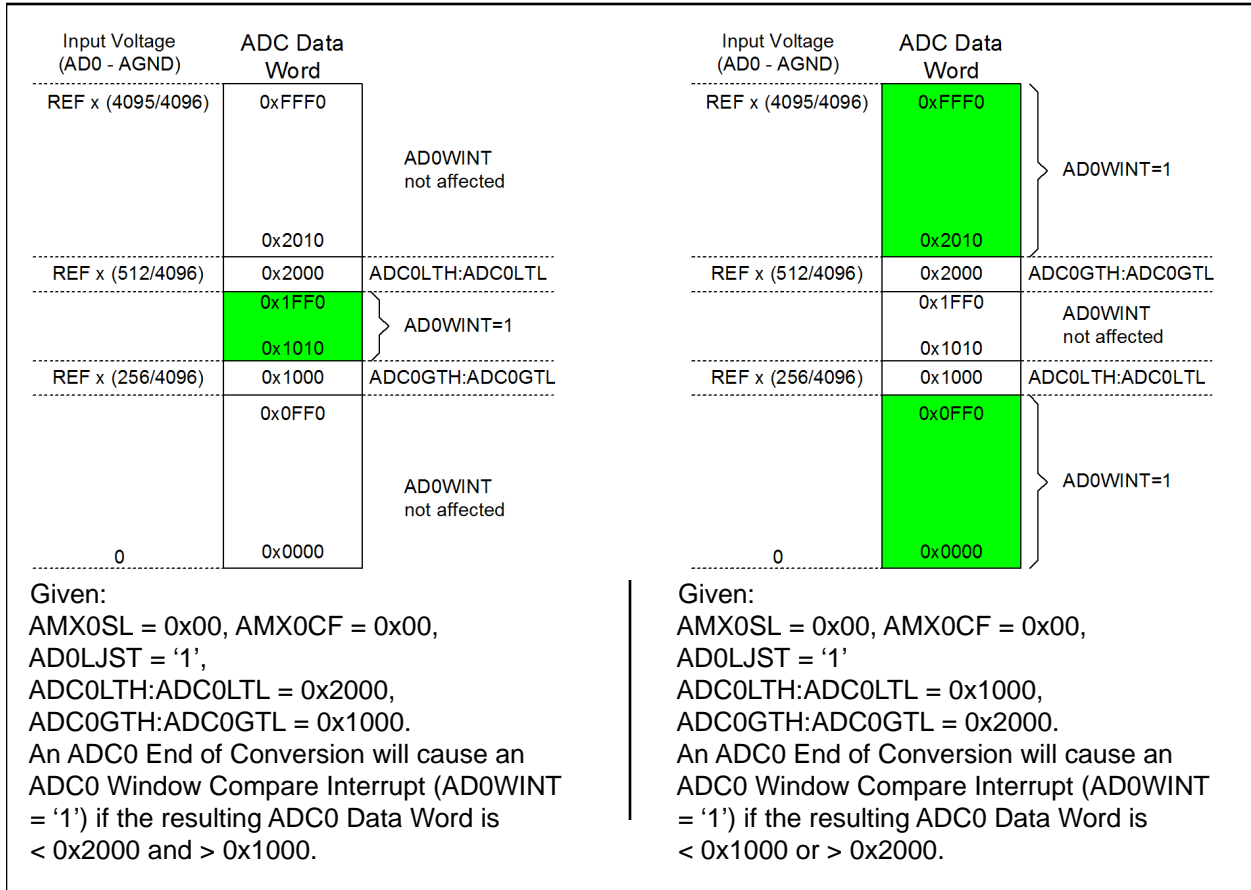 Input Voltage
(AD0 - AGND)
ADC Data
Word
REF x (4095/4096)
0xFFF0
AD0WINT
not affected
0x2010
REF x (512/4096)
0x2000
ADC0LTH:ADC0LTL
0x1FF0
AD0WINT=1
0x1010
REF x (256/4096)
0x1000
ADC0GTH:ADC0GTL
0x0FF0
AD0WINT
not affected
0
0x0000
Given:
AMX0SL = 0x00, AMX0CF = 0x00,
AD0LJST = ‘1’,
ADC0LTH:ADC0LTL = 0x2000,
ADC0GTH:ADC0GTL = 0x1000.
An ADC0 End of Conversion will cause an
ADC0 Window Compare Interrupt (AD0WINT
= ‘1’) if the resulting ADC0 Data Word is
< 0x2000 and > 0x1000.
Input Voltage
(AD0 - AGND)
ADC Data
Word
REF x (4095/4096)
0xFFF0
AD0WINT=1
0x2010
REF x (512/4096)
0x2000
ADC0GTH:ADC0GTL
0x1FF0
AD0WINT
not affected
0x1010
REF x (256/4096)
0x1000
ADC0LTH:ADC0LTL
0x0FF0
AD0WINT=1
0
0x0000
Given:
AMX0SL = 0x00, AMX0CF = 0x00,
AD0LJST = ‘1’
ADC0LTH:ADC0LTL = 0x1000,
ADC0GTH:ADC0GTL = 0x2000.
An ADC0 End of Conversion will cause an
ADC0 Window Compare Interrupt (AD0WINT
= ‘1’) if the resulting ADC0 Data Word is
< 0x1000 or > 0x2000.